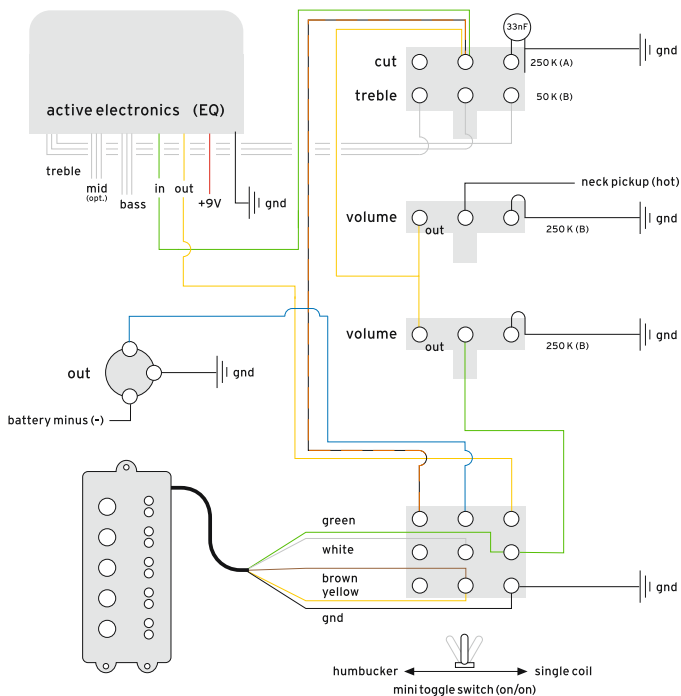 33nF
gnd
cut
250 K (A)
active electronics (EQ)
treble
50 K (B)
treble
mid
(opt.)
bass
in
out
+9V
gnd
neck pickup (hot)
volume
out
250 K (B)
gnd
volume
out
250 K (B)
gnd
out
gnd
battery minus (-)
green
white
brown
yellow
gnd
gnd
humbucker
single coil
mini toggle switch (on/on)